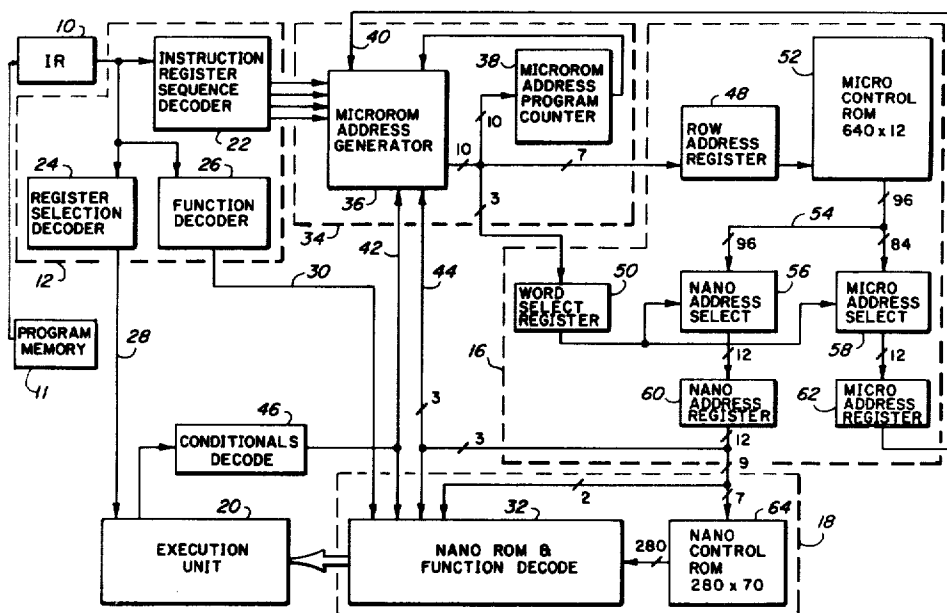 10
IR
INSTRUCTION
REGISTER
SEQUENCE
DECODER
22
24
REGISTER
SELECTION
DECODER
26
FUNCTION
DECODER
12
PROGRAM
MEMORY
11
28
30
40
MICROROM
ADDRESS
GENERATOR
36
34
38
MICROROM
ADDRESS
PROGRAM
COUNTER
10
10
7
3
42
44
48
ROW
ADDRESS
REGISTER
52
MICRO
CONTROL
ROM
640 x 12
96
54
96
84
50
WORD
SELECT
REGISTER
NANO
ADDRESS
SELECT
56
MICRO
ADDRESS
SELECT
58
16
12
12
60
NANO
ADDRESS
REGISTER
62
MICRO
ADDRESS
REGISTER
12
3
3
9
46
CONDITIONALS
DECODE
2
7
20
EXECUTION
UNIT
32
NANO ROM &
FUNCTION DECODE
280
64
NANO
CONTROL
ROM
280 x 70
18